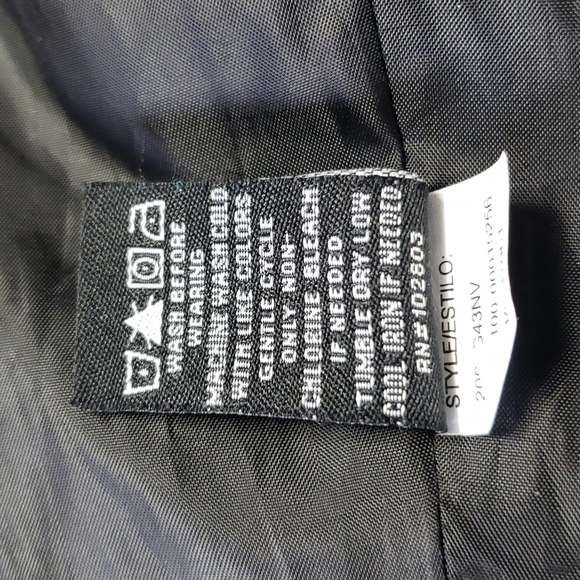 WASH BEFORE
WEARING
MACHINE WASH COLD
WITH LIKE COLORS
GENTLE CYCLE
ONLY NON-
CHLORINE BLEACH
IF NEEDED
TUMBLE DRY LOW
COOL IRON IF NEEDED
RN# 102803
STYLE/ESTILO:
343NV